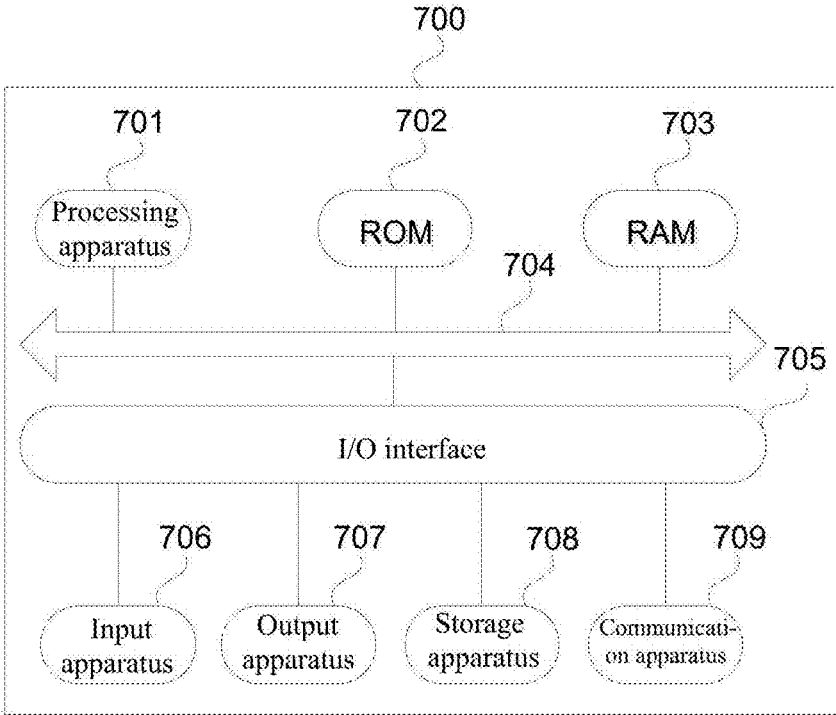 700
701
702
703
Processing
apparatus
ROM
RAM
704
705
I/O interface
706
707
708
709
Input
apparatus
Output
apparatus
Storage
apparatus
Communicati-
on apparatus